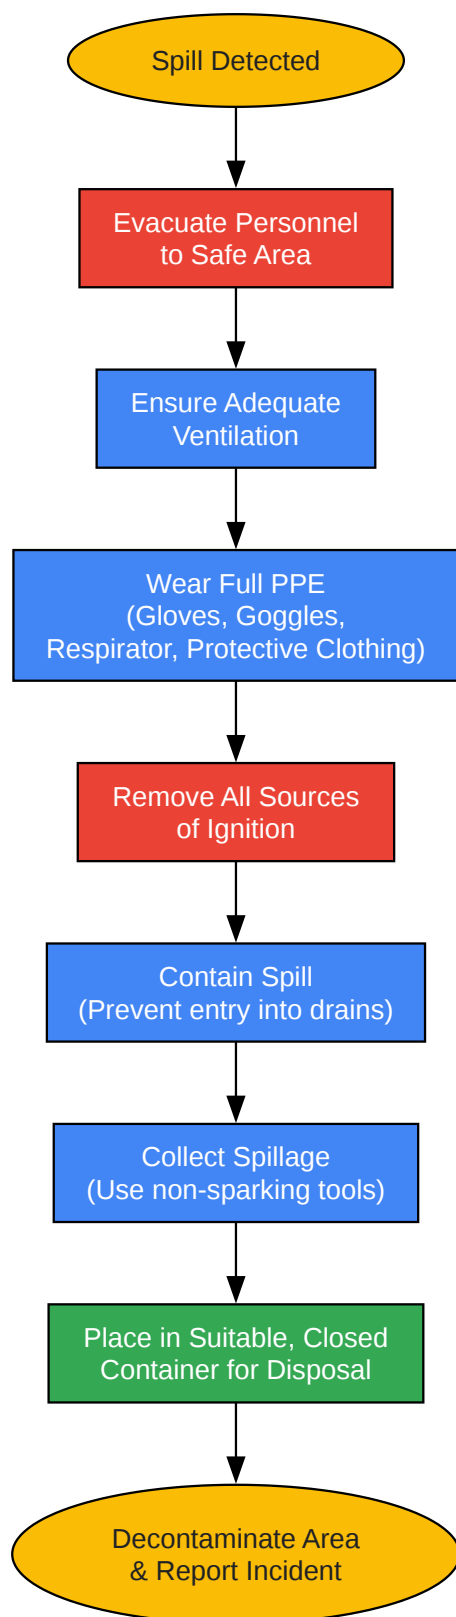 Spill Detected
Evacuate Personnel
to Safe Area
Ensure Adequate
Ventilation
Wear Full PPE
(Gloves, Goggles,
Respirator, Protective Clothing)
Remove All Sources
of Ignition
Contain Spill
(Prevent entry into drains)
Collect Spillage
(Use non-sparking tools)
Place in Suitable, Closed
Container for Disposal
Decontaminate Area
& Report Incident